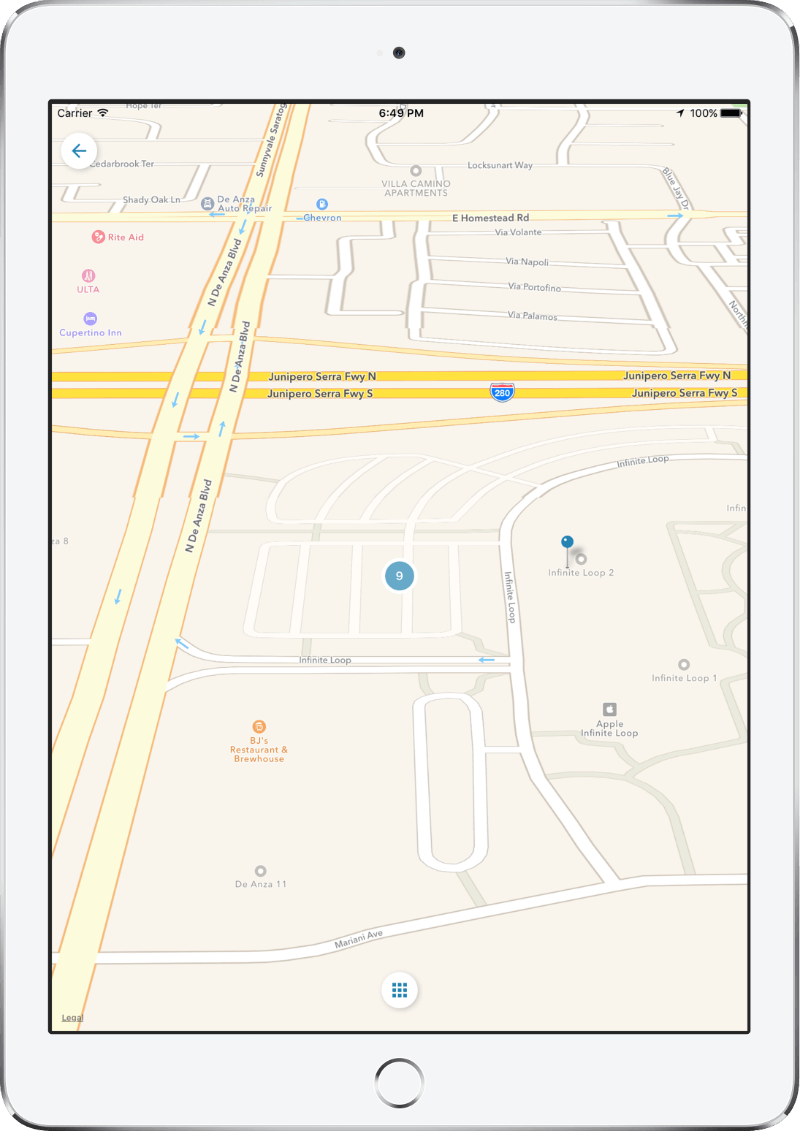 Carrier
6:49 PM
100%
Hope Ter
Sunnyvale Saratog
Cedarbrook Ter
Locksunart Way
VILLA CAMINO
APARTMENTS
Blue Jay Dr
Shady Oak Ln
De Anza
Auto Repair
Chevron
E Homestead Rd
Rite Aid
Via Volante
N De Anza Blvd
Via Napoli
ULTA
Via Portofino
Northh
Cupertino Inn
Via Palamos
N De Anza Blvd
Junipero Serra Fwy N
Junipero Serra Fwy N
Junipero Serra Fwy S
280
Junipero Serra Fwy S
Infinite Loop
N De Anza Blvd
Infin
za 8
9
Infinite Loop 2
Infinite Loop
Infinite Loop
Infinite Loop 1
Apple
Infinite Loop
BJ's
Restaurant &
Brewhouse
De Anza 11
Mariani Ave
Legal